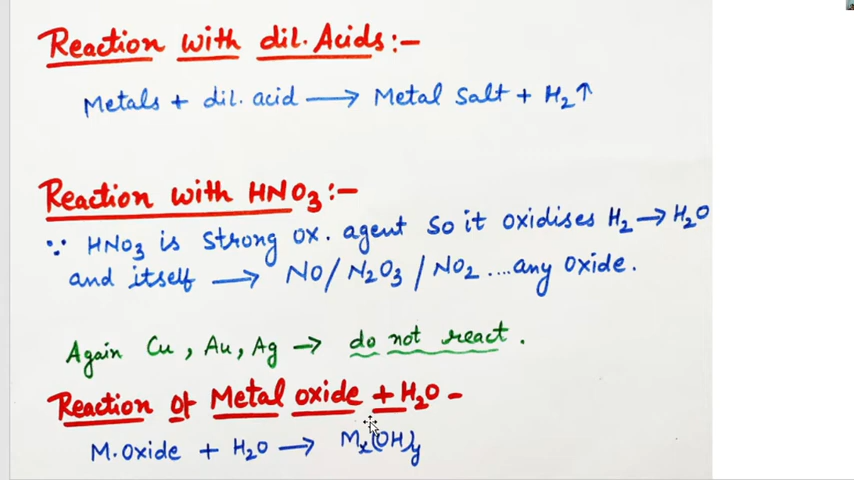 Reaction with dil. Acids:-
Metals + dil. acid → Metal Salt + H₂↑
Reaction with HNO₃:-
∵ HNO₃ is strong ox. agent so it oxidises H₂ → H₂O
and itself → NO/ N₂O₃ / NO₂ ....any oxide.
Again Cu, Au, Ag → do not react.
Reaction of Metal oxide + H₂O -
M. Oxide + H₂O → Mₓ(OH)y